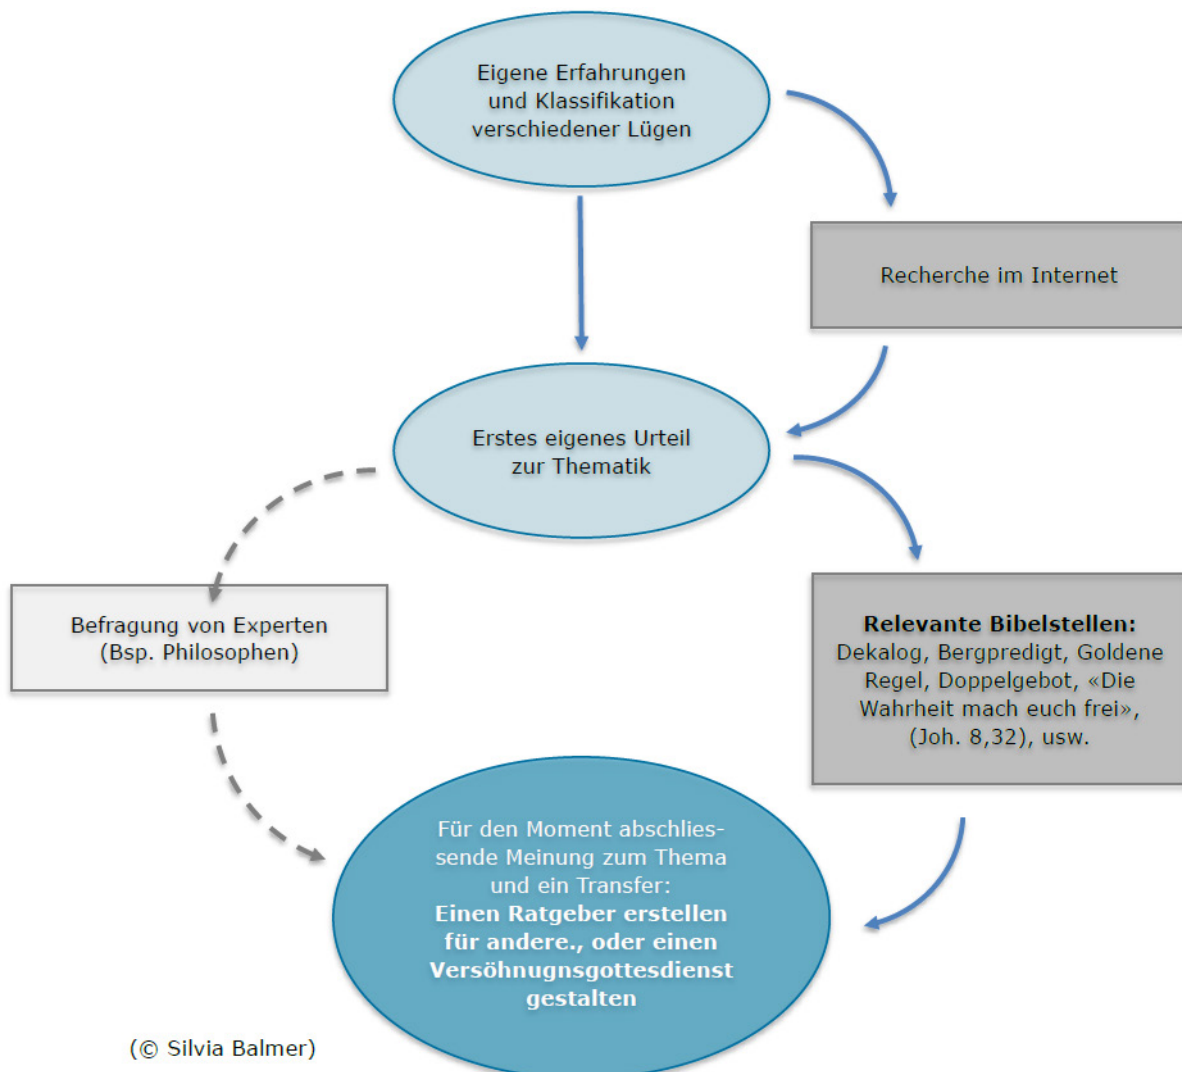 Eigene Erfahrungen
und Klassifikation
verschiedener Lügen
Recherche im Internet
Erstes eigenes Urteil
zur Thematik
Befragung von Experten
(Bsp. Philosophen)
Relevante Bibelstellen:
Dekalog, Bergpredigt, Goldene
Regel, Doppelgebot, «Die
Wahrheit mach euch frei»,
(Joh. 8,32), usw.
Für den Moment abschlies-
sende Meinung zum Thema
und ein Transfer:
Einen Ratgeber erstellen
für andere., oder einen
Versöhnugnsgottesdienst
gestalten
(© Silvia Balmer)